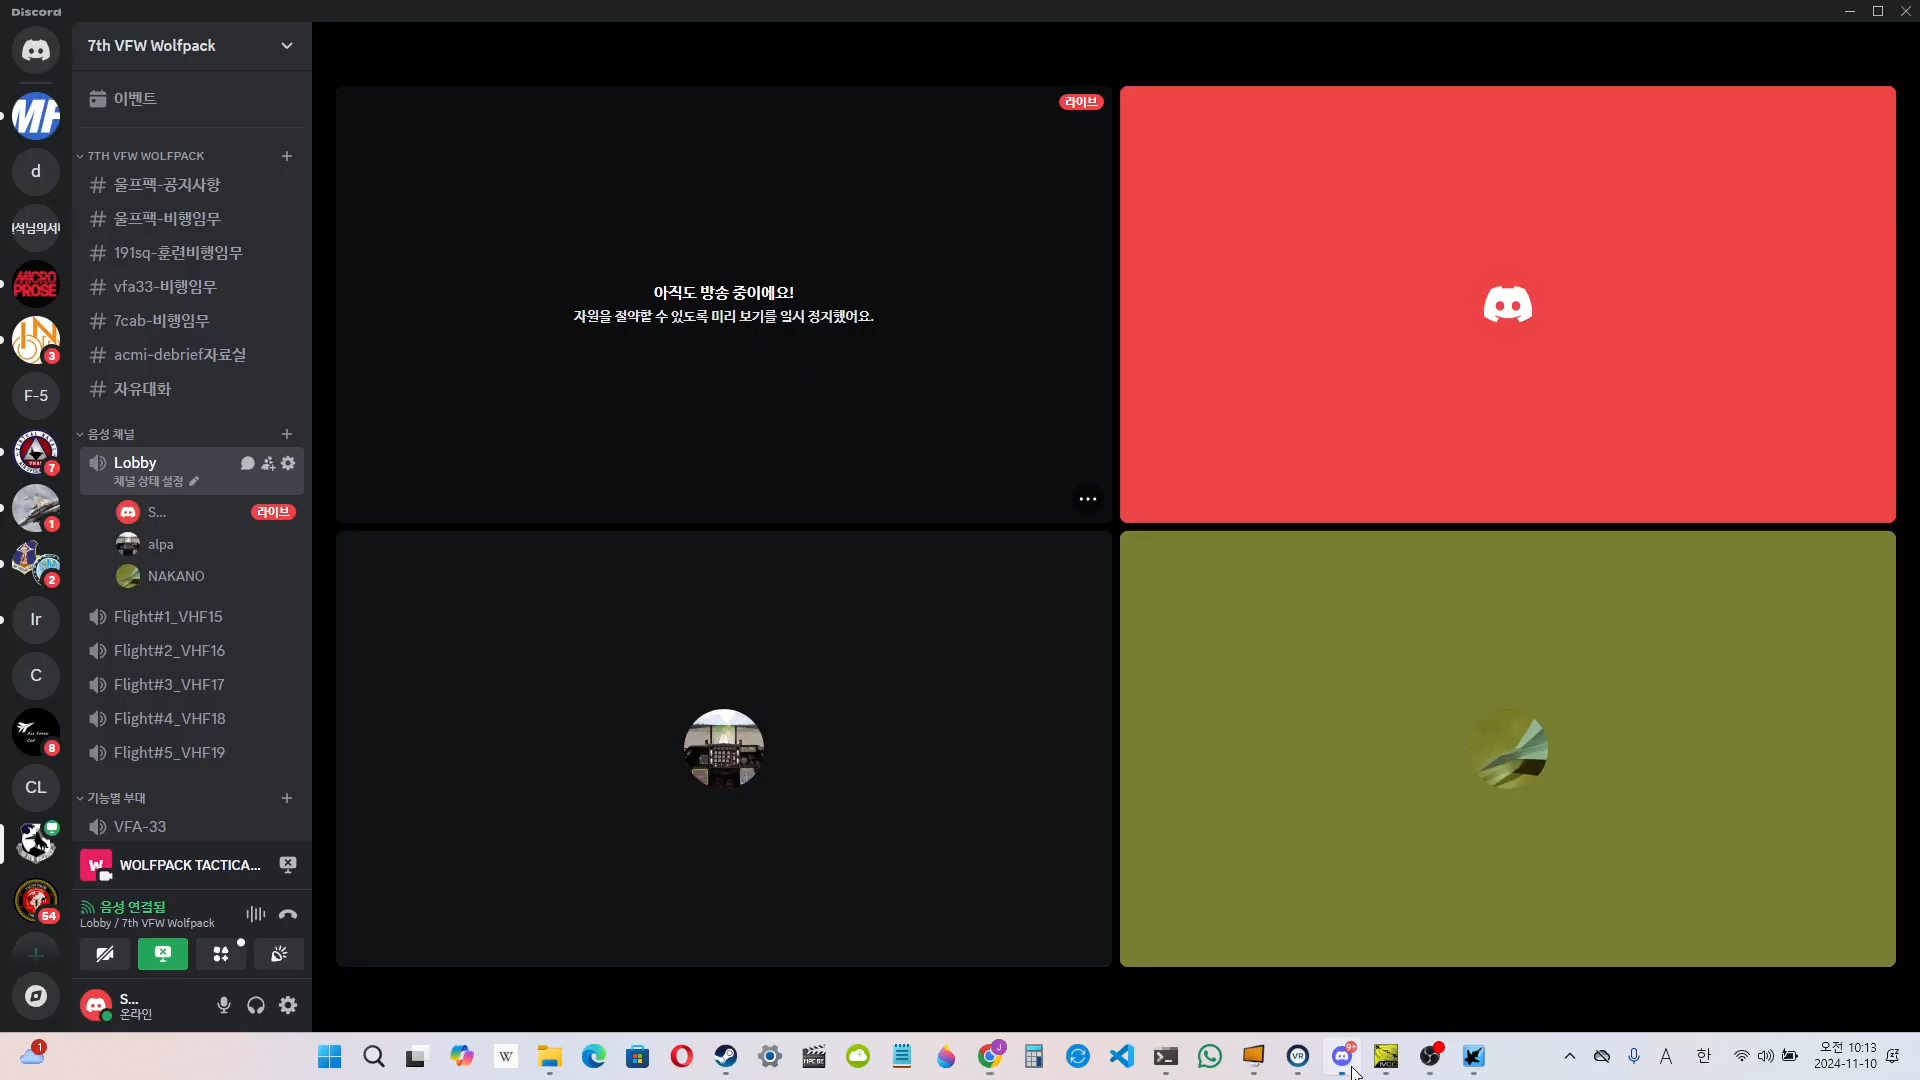 Discord
7th VFW Wolfpack
이벤트
7TH VFW WOLFPACK
울프팩-공지사항
울프팩-비행임무
191sq-훈련비행임무
vfa33-비행임무
7cab-비행임무
acmi-debrief자료실
자유대화
음성 채널
Lobby
채널 상태 설정
S...
라이브
alpa
NAKANO
Flight#1_VHF15
Flight#2_VHF16
Flight#3_VHF17
Flight#4_VHF18
Flight#5_VHF19
기능별 부대
VFA-33
W
WOLFPACK TACTICA...
음성 연결됨
Lobby / 7th VFW Wolfpack
S...
온라인
d
MICRO
PROSE
3
F-5
7
1
2
Ir
C
8
CL
54
라이브
아직도 방송 중이에요!
자원을 절약할 수 있도록 미리 보기를 일시 정지했어요.
1
W
J
VR
9+
A
한
오전 10:13
2024-11-10